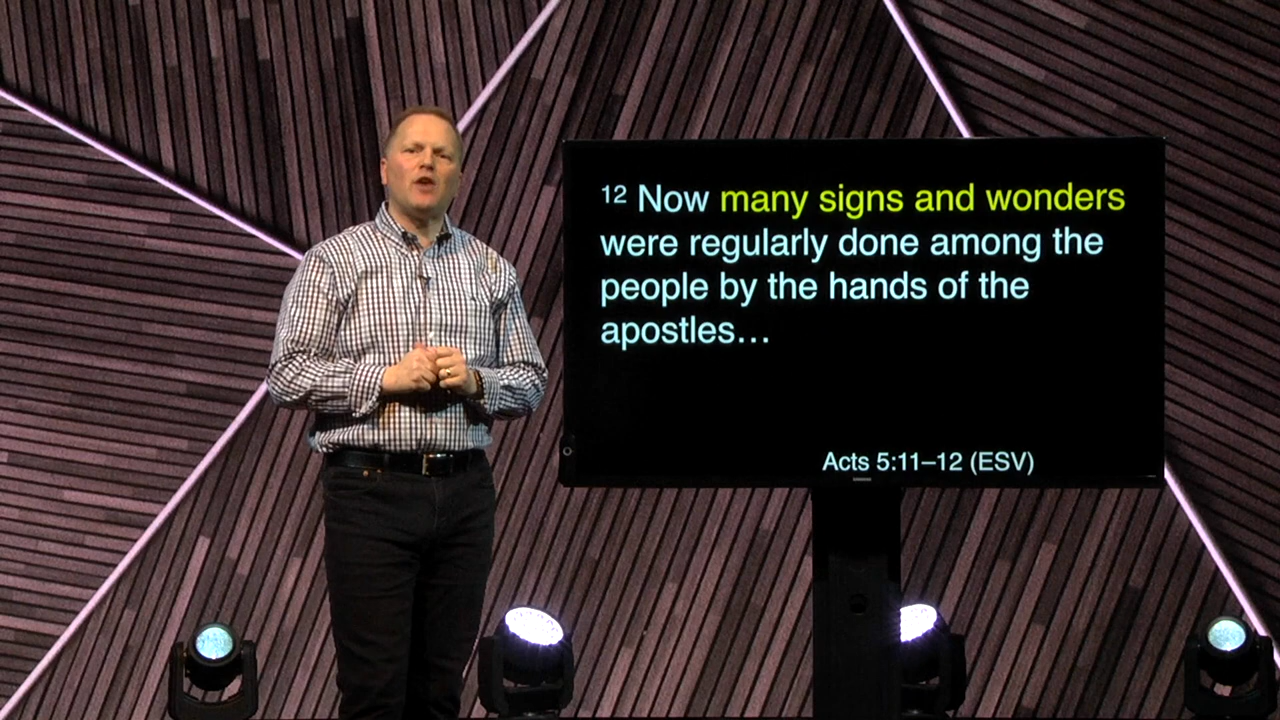 12 Now many signs and wonders
were regularly done among the
people by the hands of the
apostles…
Acts 5:11–12 (ESV)